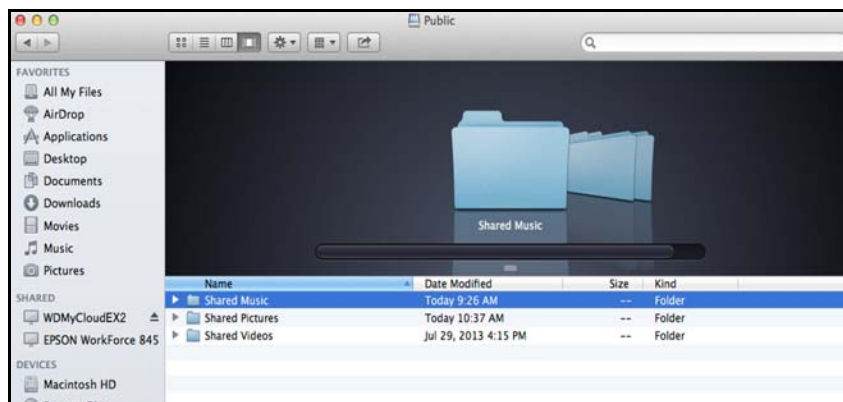 Public
FAVORITES
All My Files
AirDrop
Applications
Desktop
Documents
Downloads
Movies
Music
Pictures
SHARED
WDMyCloudEX2
EPSON WorkForce 845
DEVICES
Macintosh HD
Shared Music
Name Date Modified Size Kind
Shared Music Today 9:26 AM -- Folder
Shared Pictures Today 10:37 AM -- Folder
Shared Videos Jul 29, 2013 4:15 PM -- Folder